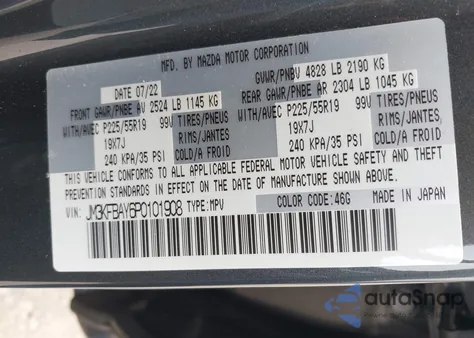 MFD. BY MAZDA MOTOR CORPORATION
DATE 07/22
GVWR/PNBV 4828 LB 2190 KG
FRONT GAWR/PNBE AV 2524 LB 1145 KG
REAR GAWR/PNBE AR 2304 LB 1045 KG
WITH/AVEC P225/55R19 99V TIRES/PNEUS
WITH/AVEC P225/55R19 99V TIRES/PNEUS
19X7J RIMS/JANTES
19X7J RIMS/JANTES
240 KPA/35 PSI COLD/A FROID
240 KPA/35 PSI COLD/A FROID
THIS VEHICLE CONFORMS TO ALL APPLICABLE FEDERAL MOTOR VEHICLE SAFETY AND THEFT
PREVENTION STANDARDS IN EFFECT ON THE DATE OF MANUFACTURE SHOWN ABOVE.
VIN: JM3KFBAY6P0101908 TYPE:MPV COLOR CODE:46G MADE IN JAPAN
autoSnap